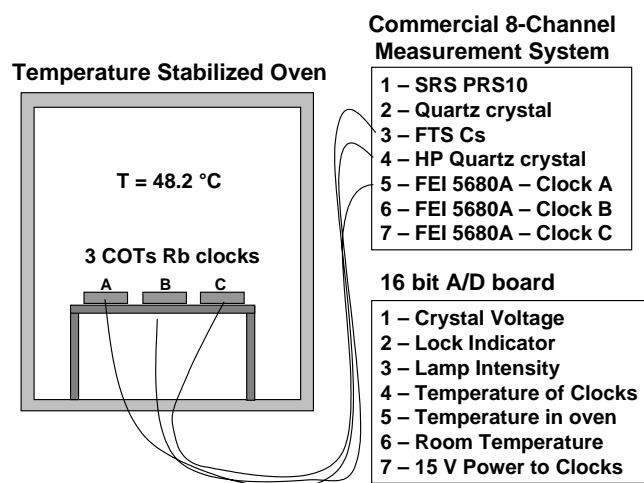 Commercial 8-Channel
Measurement System
Temperature Stabilized Oven
T = 48.2 °C
3 COTs Rb clocks
A B C
1 – SRS PRS10
2 – Quartz crystal
3 – FTS Cs
4 – HP Quartz crystal
5 – FEI 5680A – Clock A
6 – FEI 5680A – Clock B
7 – FEI 5680A – Clock C
16 bit A/D board
1 – Crystal Voltage
2 – Lock Indicator
3 – Lamp Intensity
4 – Temperature of Clocks
5 – Temperature in oven
6 – Room Temperature
7 – 15 V Power to Clocks